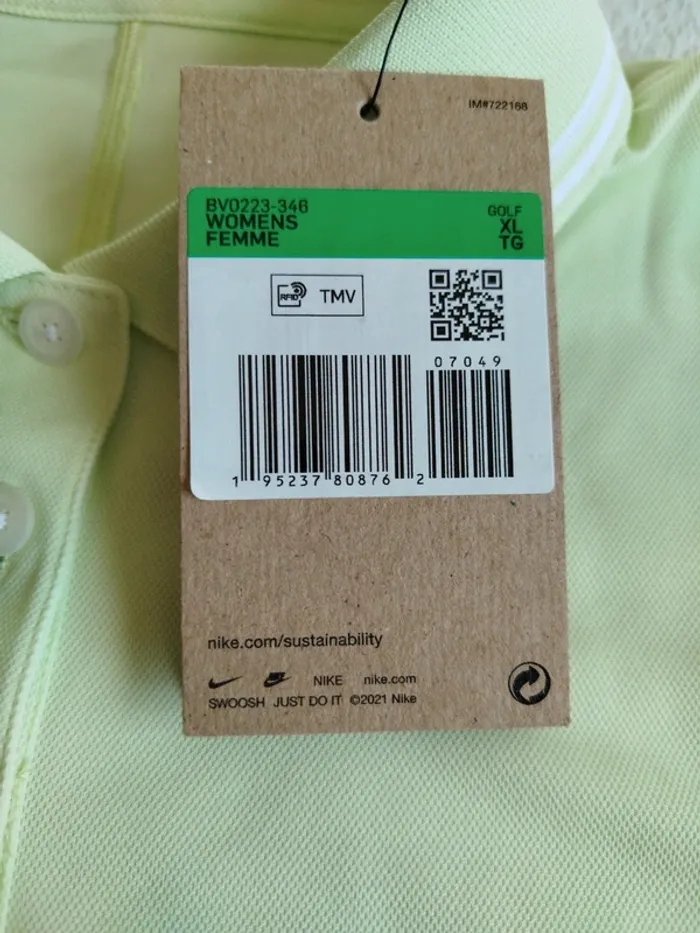 IM#722168
BV0223-346
WOMENS
FEMME
GOLF
XL
TG
RFID TMV
07049
1 95237 80876 2
nike.com/sustainability
NIKE nike.com
SWOOSH JUST DO IT ©2021 Nike